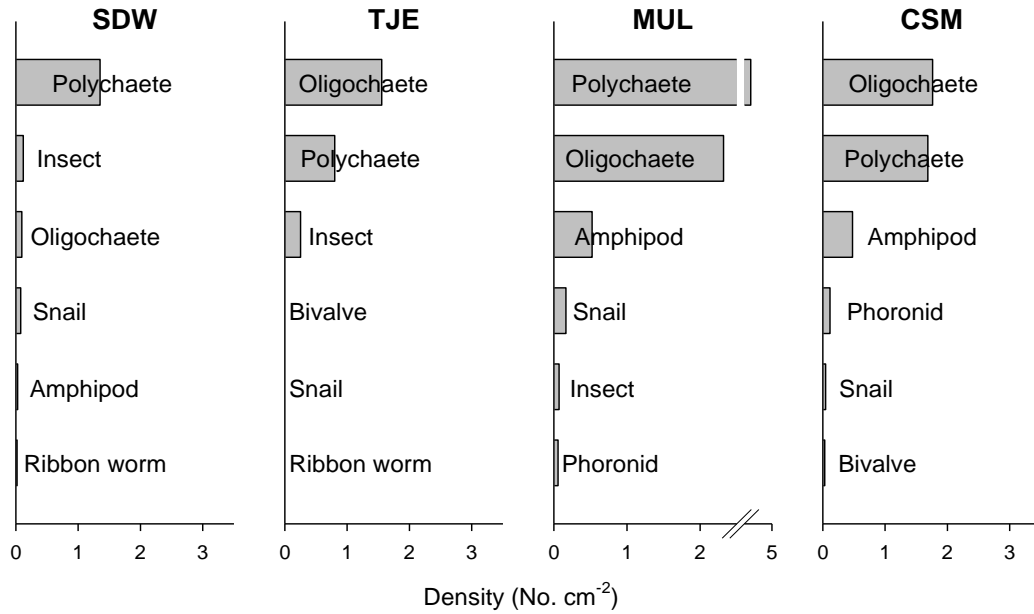 SDW TJE MUL CSM
Polychaete Oligochaete Polychaete Oligochaete
Insect Polychaete Oligochaete Polychaete
Oligochaete Insect Amphipod Amphipod
Snail Bivalve Snail Phoronid
Amphipod Snail Insect Snail
Ribbon worm Ribbon worm Phoronid Bivalve
0 1 2 3 0 1 2 3 0 1 2 5 0 1 2 3
Density (No. cm⁻²)